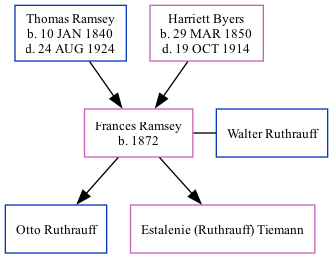 Thomas Ramsey
b. 10 JAN 1840
d. 24 AUG 1924
Harriett Byers
b. 29 MAR 1850
d. 19 OCT 1914
Frances Ramsey
b. 1872
Walter Ruthrauff
Otto Ruthrauff
Estalenie (Ruthrauff) Tiemann